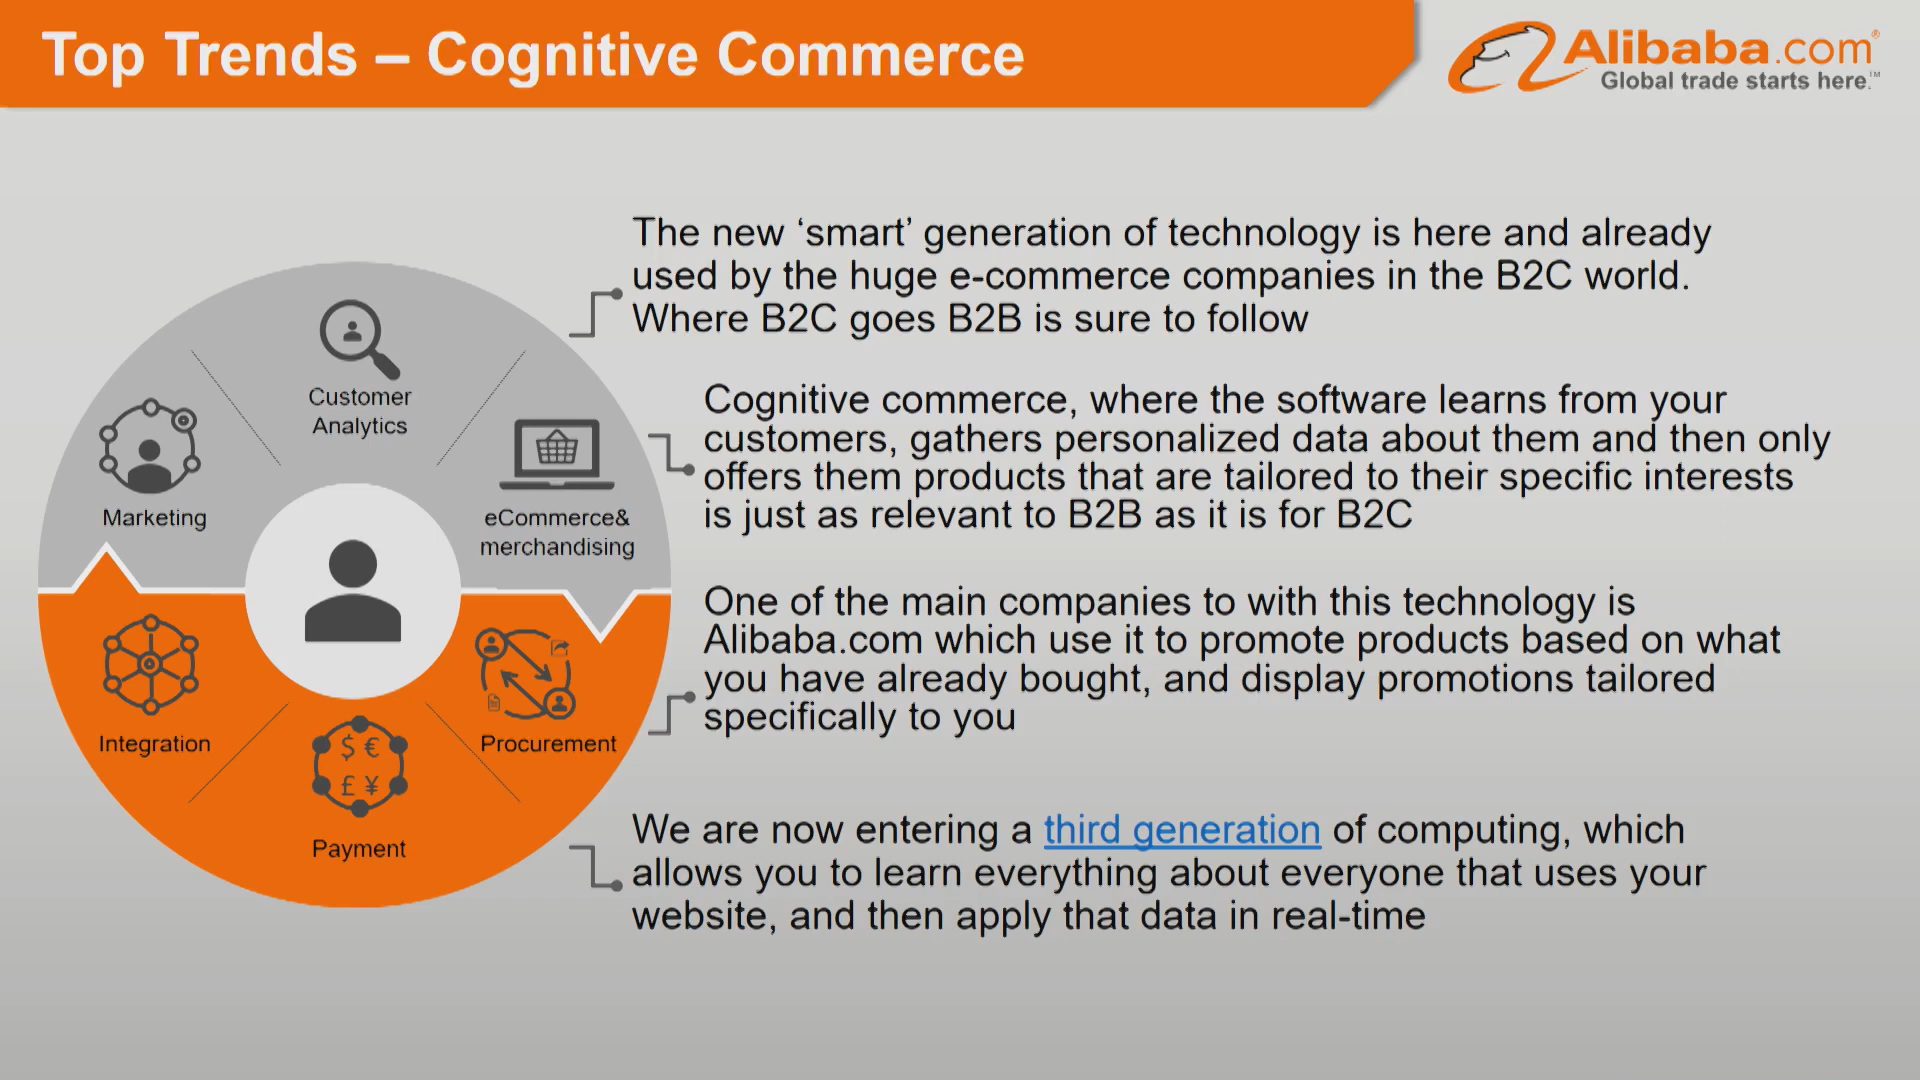 Top Trends – Cognitive Commerce
Alibaba.com®
Global trade starts here.™
The new ‘smart’ generation of technology is here and already
used by the huge e-commerce companies in the B2C world.
Where B2C goes B2B is sure to follow
Cognitive commerce, where the software learns from your
customers, gathers personalized data about them and then only
offers them products that are tailored to their specific interests
is just as relevant to B2B as it is for B2C
One of the main companies to with this technology is
Alibaba.com which use it to promote products based on what
you have already bought, and display promotions tailored
specifically to you
We are now entering a third generation of computing, which
allows you to learn everything about everyone that uses your
website, and then apply that data in real-time
Customer
Analytics
Marketing
eCommerce&
merchandising
Integration
Procurement
$ €
£ ¥
Payment